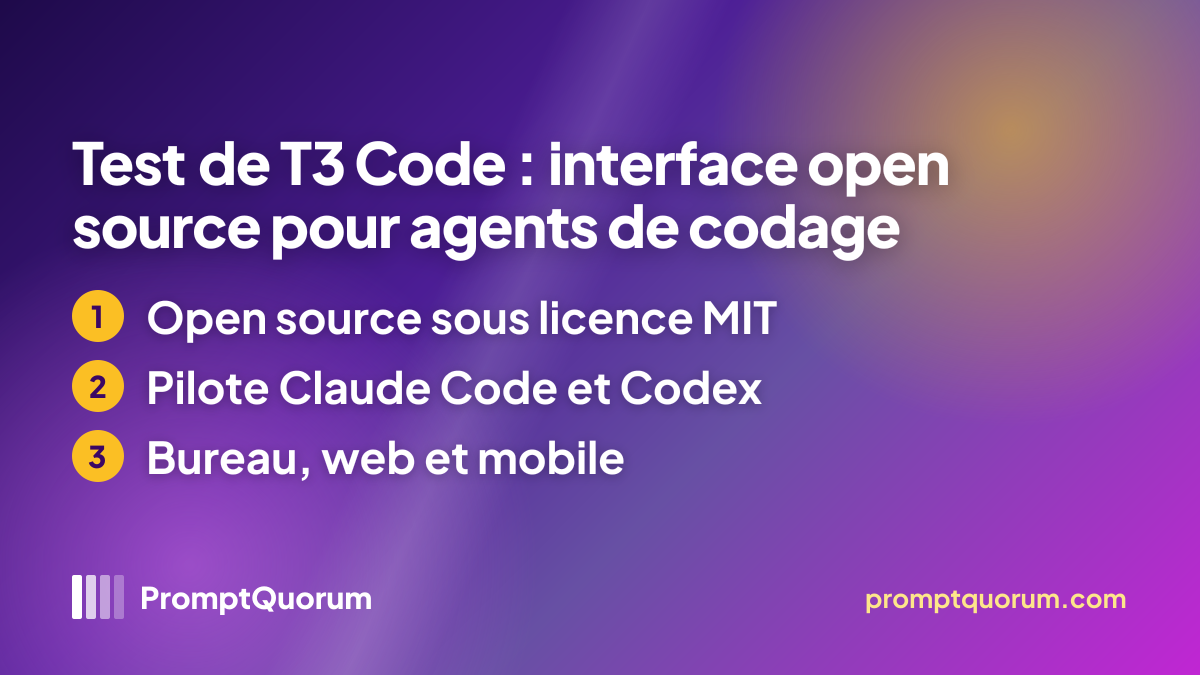 Test de T3 Code : interface open
source pour agents de codage
1 Open source sous licence MIT
2 Pilote Claude Code et Codex
3 Bureau, web et mobile
PromptQuorum
promptquorum.com